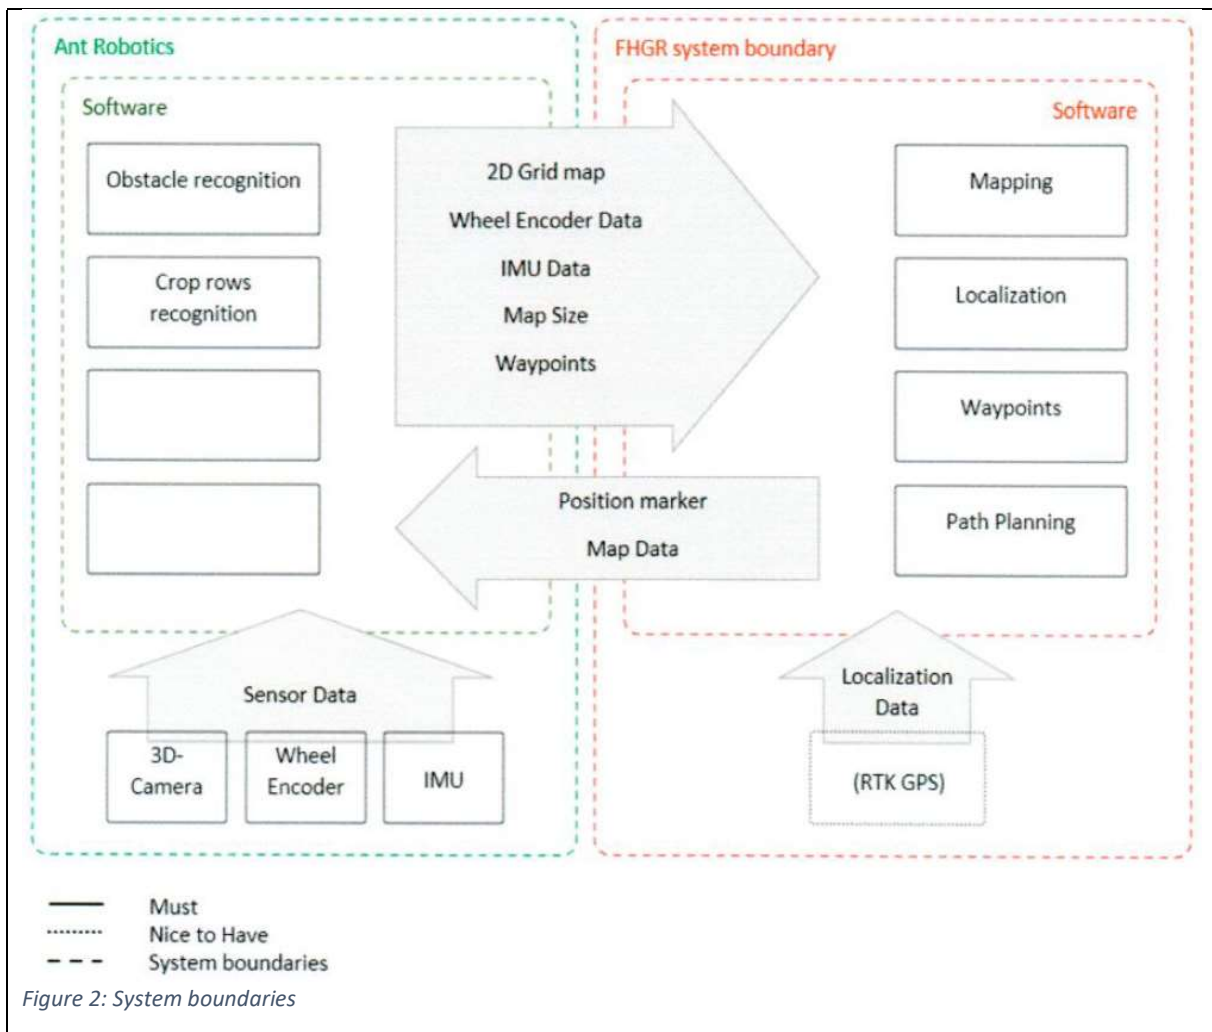 Ant Robotics
Software
Obstacle recognition
Crop rows
recognition
2D Grid map
Wheel Encoder Data
IMU Data
Map Size
Waypoints
Position marker
Map Data
Sensor Data
3D-
Camera
Wheel
Encoder
IMU
FHGR system boundary
Software
Mapping
Localization
Waypoints
Path Planning
Localization
Data
(RTK GPS)
Must
Nice to Have
System boundaries
Figure 2: System boundaries